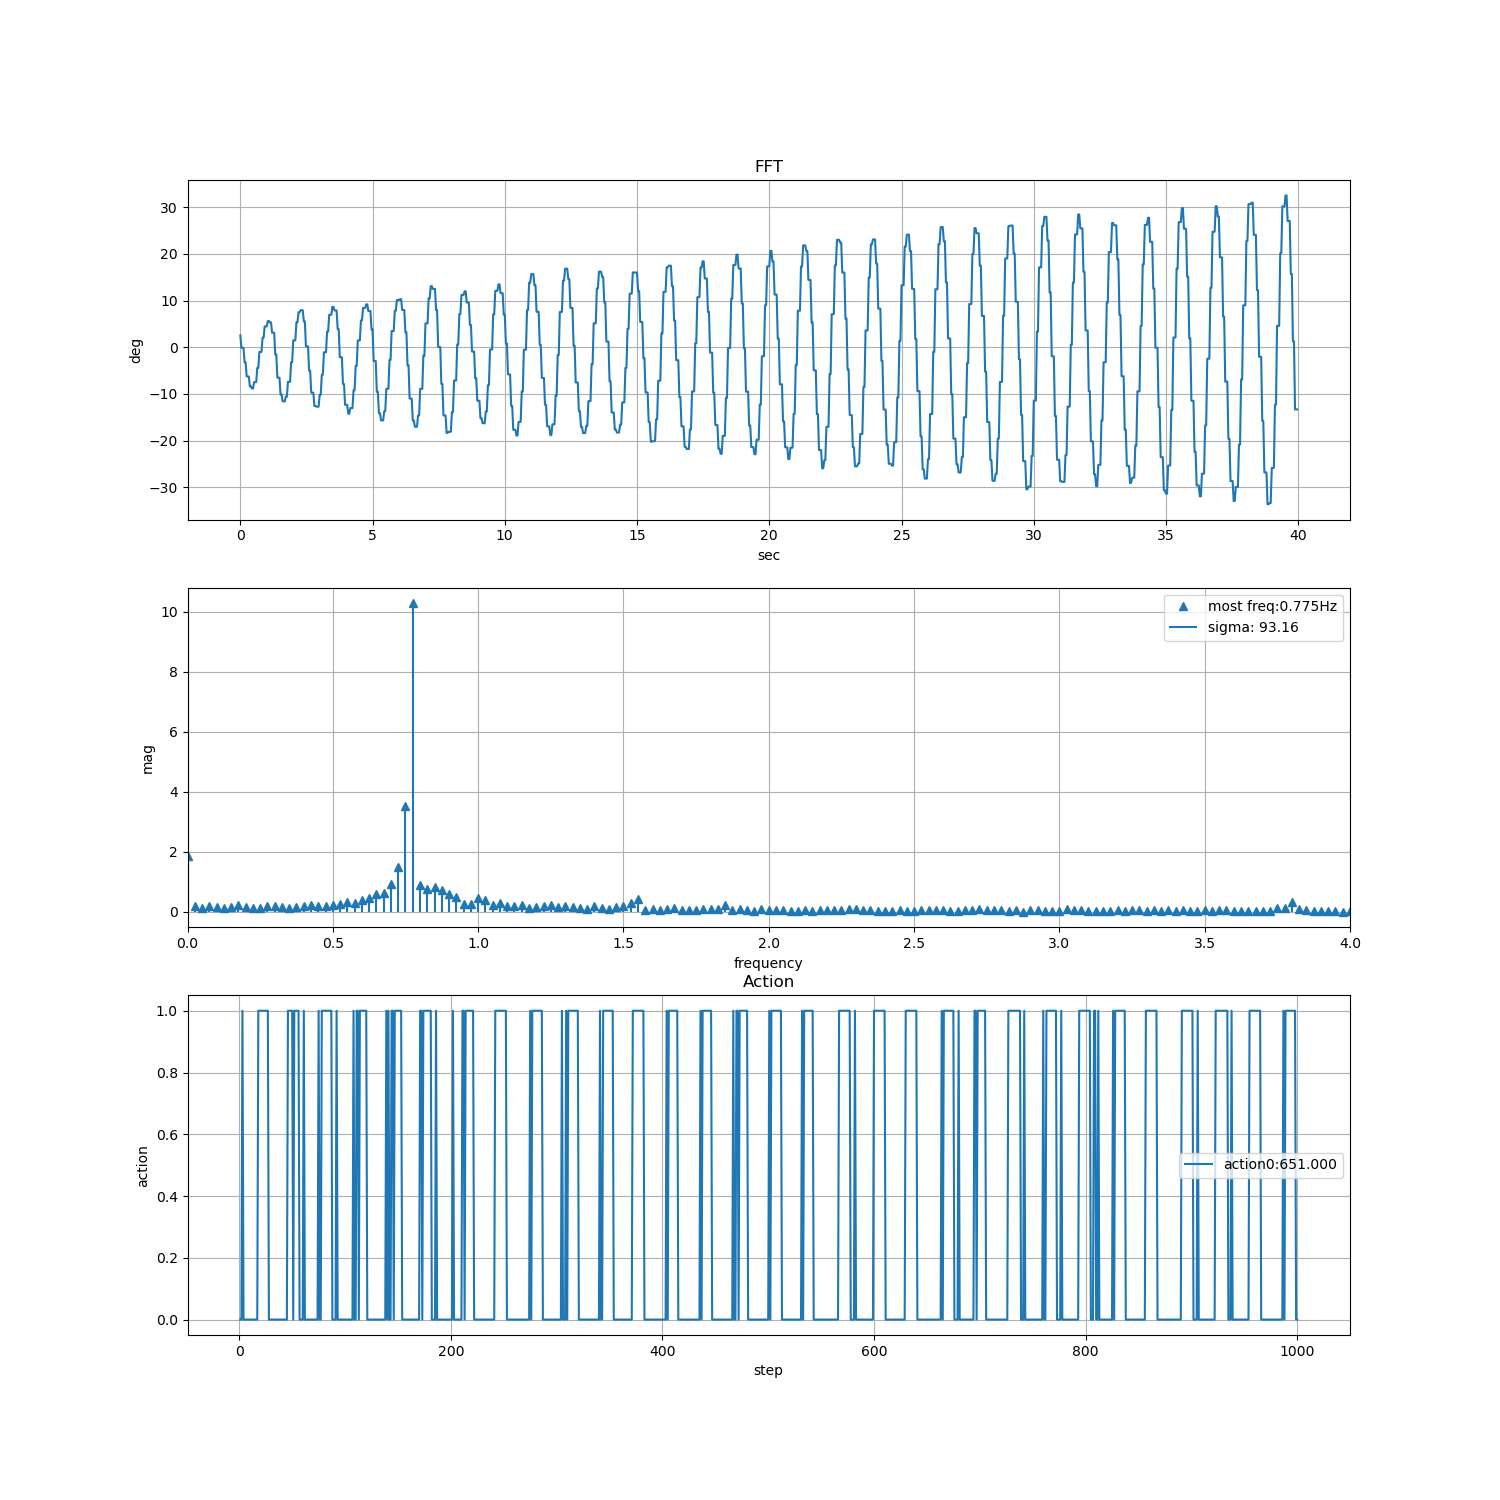 FFT
30
20
10
0
−10
−20
−30
deg
0 5 10 15 20 25 30 35 40
sec
10
8
6
4
2
0
mag
most freq:0.775Hz
sigma: 93.16
0.0 0.5 1.0 1.5 2.0 2.5 3.0 3.5 4.0
frequency
Action
1.0
0.8
0.6
0.4
0.2
0.0
action
action0:651.000
0 200 400 600 800 1000
step